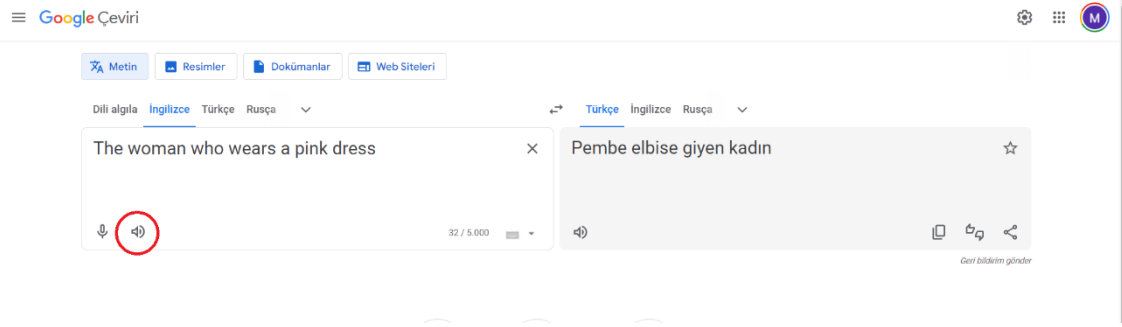 Google Çeviri
M
Metin Resimler Dokümanlar Web Siteleri
Dili algıla İngilizce Türkçe Rusça Türkçe İngilizce Rusça
The woman who wears a pink dress Pembe elbise giyen kadın
32 / 5.000
Geri bildirim gönder